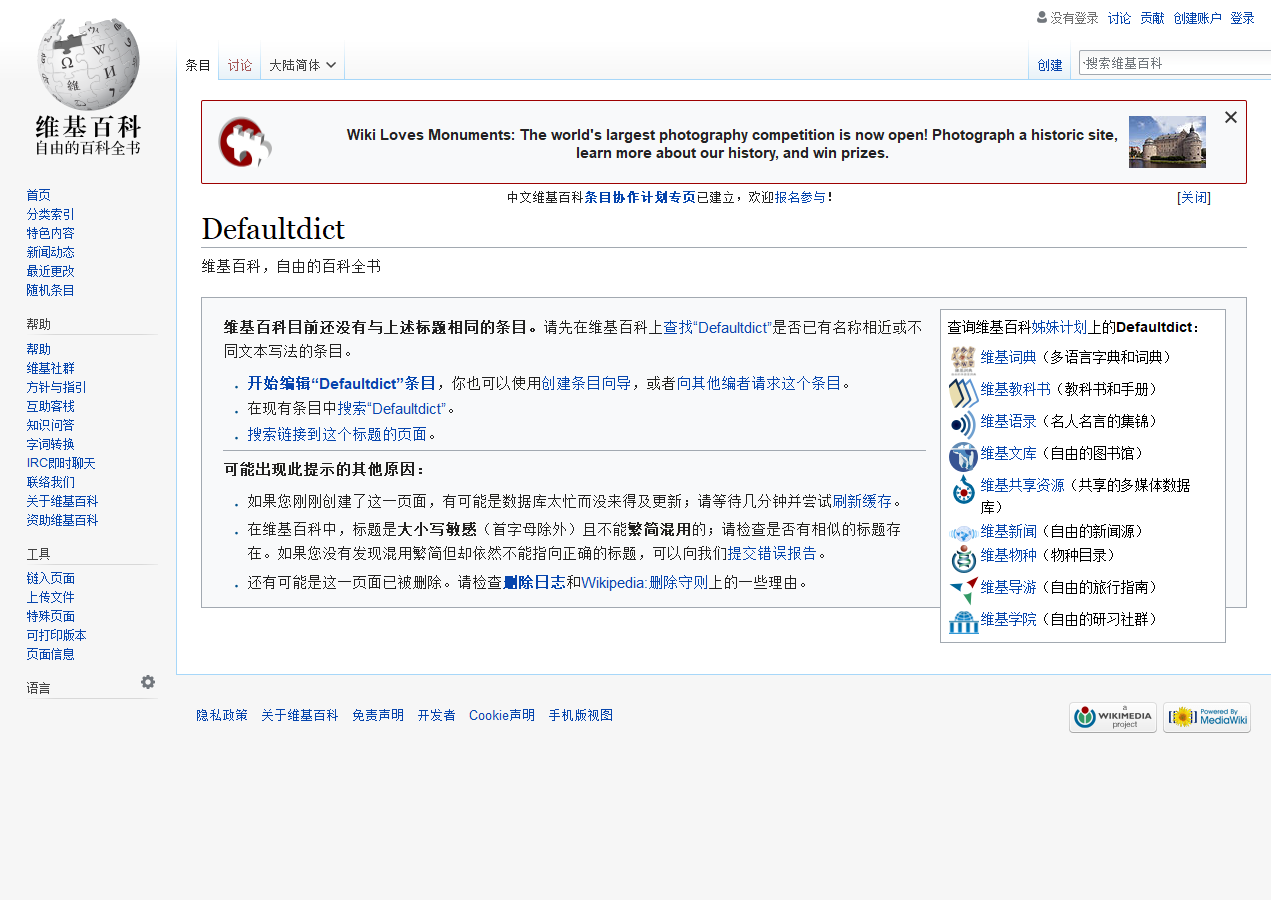 没有登录 讨论 贡献 创建账户 登录
条目 讨论 大陆简体 创建 搜索维基百科
维基百科
自由的百科全书
Wiki Loves Monuments: The world's largest photography competition is now open! Photograph a historic site,
learn more about our history, and win prizes.
中文维基百科条目协作计划专页已建立，欢迎报名参与！ [关闭]
Defaultdict
维基百科，自由的百科全书
首页
分类索引
特色内容
新闻动态
最近更改
随机条目
帮助
帮助
维基社群
方针与指引
互助客栈
知识问答
字词转换
IRC即时聊天
联络我们
关于维基百科
资助维基百科
工具
链入页面
上传文件
特殊页面
可打印版本
页面信息
语言
维基百科目前还没有与上述标题相同的条目。请先在维基百科上查找“Defaultdict”是否已有名称相近或不
同文本写法的条目。
开始编辑“Defaultdict”条目，你也可以使用创建条目向导，或者向其他编者请求这个条目。
在现有条目中搜索“Defaultdict”。
搜索链接到这个标题的页面。
可能出现此提示的其他原因：
如果您刚刚创建了这一页面，有可能是数据库太忙而没来得及更新；请等待几分钟并尝试刷新缓存。
在维基百科中，标题是大小写敏感（首字母除外）且不能繁简混用的；请检查是否有相似的标题存
在。如果您没有发现混用繁简但却依然不能指向正确的标题，可以向我们提交错误报告。
还有可能是这一页面已被删除。请检查删除日志和Wikipedia:删除守则上的一些理由。
查询维基百科姊妹计划上的Defaultdict：
维基词典（多语言字典和词典）
维基教科书（教科书和手册）
维基语录（名人名言的集锦）
维基文库（自由的图书馆）
维基共享资源（共享的多媒体数据
库）
维基新闻（自由的新闻源）
维基物种（物种目录）
维基导游（自由的旅行指南）
维基学院（自由的研习社群）
隐私政策 关于维基百科 免责声明 开发者 Cookie声明 手机版视图
a
WIKIMEDIA
project
Powered By
MediaWiki